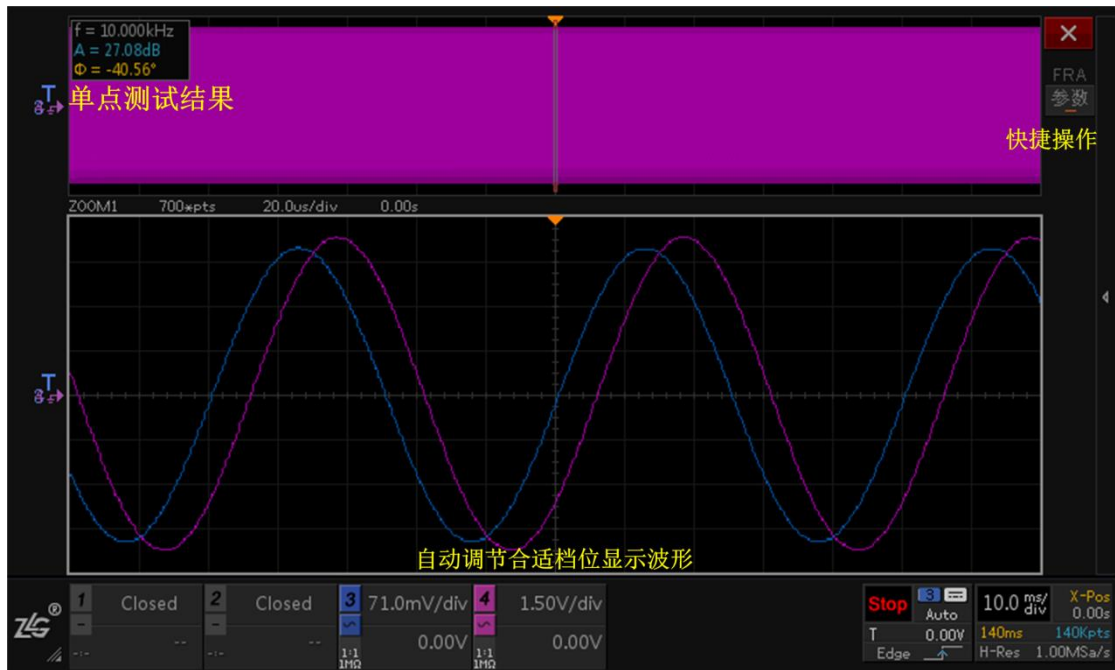 f = 10.000kHz
A = 27.08dB
Φ = -40.56°
单点测试结果
T
FRA
参数
快捷操作
ZOOM1 700*pts 20.0us/div 0.00s
T
自动调节合适档位显示波形
ZLG®
1 Closed
--
-:-
2 Closed
--
-:-
3 71.0mV/div
0.00V
1:1
1MΩ
4 1.50V/div
0.00V
1:1
1MΩ
Stop 3 Auto
T 0.00V
Edge
10.0 ms/div X-Pos 0.00s
140ms 140Kpts
H-Res 1.00MSa/s